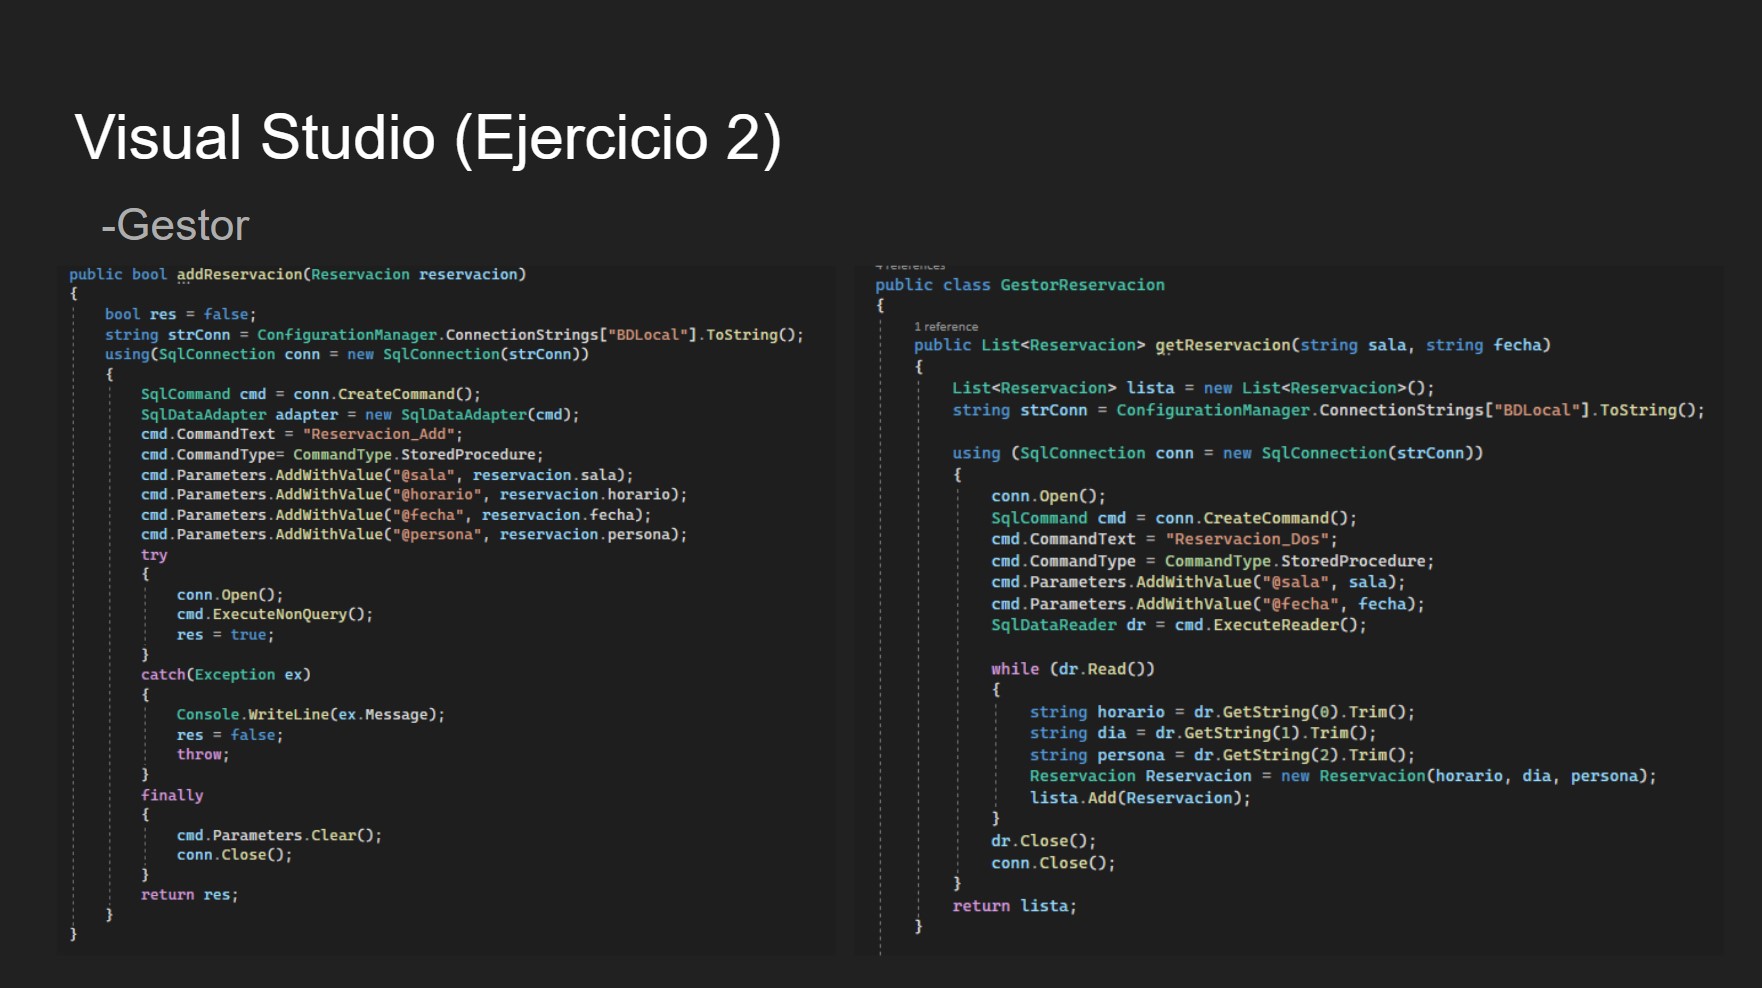 Visual Studio (Ejercicio 2)
-Gestor
public bool addReservacion(Reservacion reservacion)
{
bool res = false;
string strConn = ConfigurationManager.ConnectionStrings["BDLocal"].ToString();
using(SqlConnection conn = new SqlConnection(strConn))
{
SqlCommand cmd = conn.CreateCommand();
SqlDataAdapter adapter = new SqlDataAdapter(cmd);
cmd.CommandText = "Reservacion_Add";
cmd.CommandType= CommandType.StoredProcedure;
cmd.Parameters.AddWithValue("@sala", reservacion.sala);
cmd.Parameters.AddWithValue("@horario", reservacion.horario);
cmd.Parameters.AddWithValue("@fecha", reservacion.fecha);
cmd.Parameters.AddWithValue("@persona", reservacion.persona);
try
{
conn.Open();
cmd.ExecuteNonQuery();
res = true;
}
catch(Exception ex)
{
Console.WriteLine(ex.Message);
res = false;
throw;
}
finally
{
cmd.Parameters.Clear();
conn.Close();
}
return res;
}
}
4 references
public class GestorReservacion
{
1 reference
public List<Reservacion> getReservacion(string sala, string fecha)
{
List<Reservacion> lista = new List<Reservacion>();
string strConn = ConfigurationManager.ConnectionStrings["BDLocal"].ToString();
using (SqlConnection conn = new SqlConnection(strConn))
{
conn.Open();
SqlCommand cmd = conn.CreateCommand();
cmd.CommandText = "Reservacion_Dos";
cmd.CommandType = CommandType.StoredProcedure;
cmd.Parameters.AddWithValue("@sala", sala);
cmd.Parameters.AddWithValue("@fecha", fecha);
SqlDataReader dr = cmd.ExecuteReader();
while (dr.Read())
{
string horario = dr.GetString(0).Trim();
string dia = dr.GetString(1).Trim();
string persona = dr.GetString(2).Trim();
Reservacion Reservacion = new Reservacion(horario, dia, persona);
lista.Add(Reservacion);
}
dr.Close();
conn.Close();
}
return lista;
}